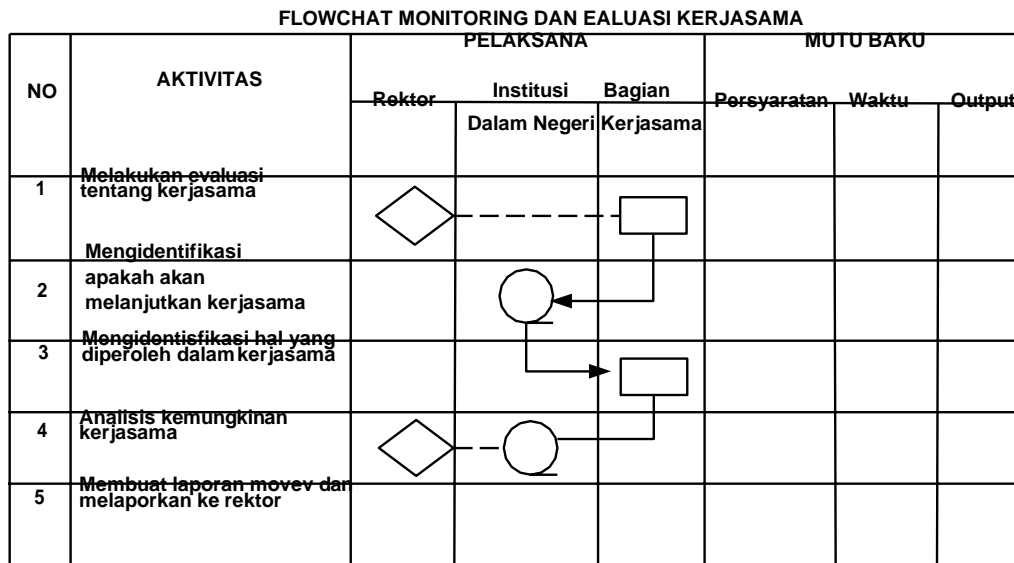 FLOWCHAT MONITORING DAN EALUASI KERJASAMA
PELAKSANA
MUTU BAKU
NO
AKTIVITAS
Rektor
Institusi
Dalam Negeri
Bagian
Kerjasama
Persyaratan
Waktu
Output
1
Melakukan evaluasi
tentang kerjasama
2
Mengidentifikasi
apakah akan
melanjutkan kerjasama
3
Mengidentisfikasi hal yang
diperoleh dalam kerjasama
4
Analisis kemungkinan
kerjasama
5
Membuat laporan movev dan
melaporkan ke rektor